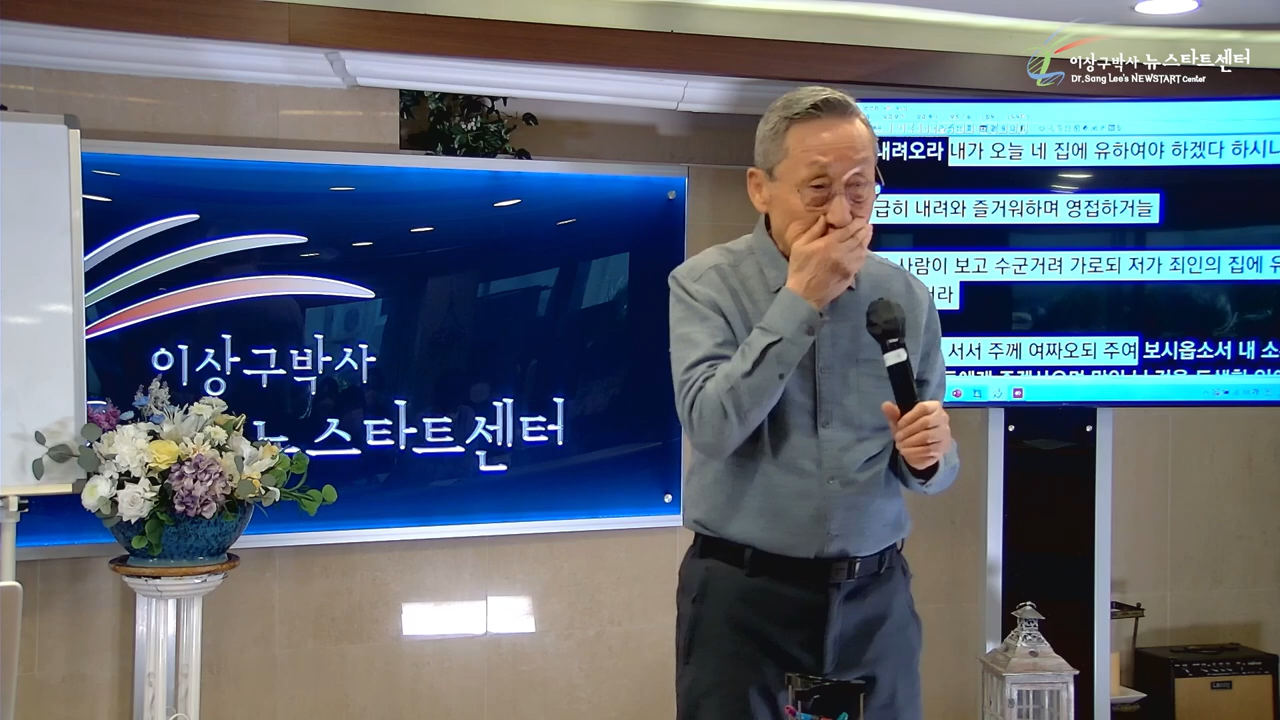 이상구박사 뉴스타트센터
Dr. Sang Lee's NEWSTART Center
내려오라 내가 오늘 네 집에 유하여야 하겠다 하시니
급히 내려와 즐거워하며 영접하거늘
사람이 보고 수군거려 가로되 저가 죄인의 집에 유
서서 주께 여짜오되 주여 보시옵소서 내 소
이상구박사
뉴스타트센터
Laney